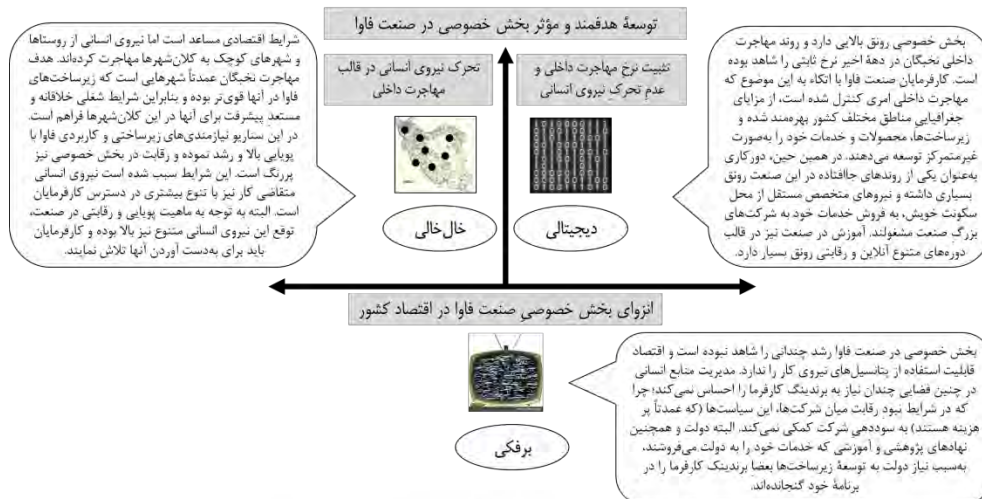 توسعهٔ هدفمند و مؤثر بخش خصوصی در صنعت فاوا
بخش خصوصی رونق بالایی دارد و روند مهاجرت
داخلی نخبگان در دههٔ اخیر نرخ ثابتی را شاهد بوده
است. کارفرمایان صنعت فاوا با اتکاء به این موضوع که
مهاجرت داخلی امری کنترل شده است، از مزایای
جغرافیایی مناطق مختلف کشور بهره‌مند شده و
زیرساخت‌ها، محصولات و خدمات خود را به‌صورت
غیرمتمرکز توسعه می‌دهند. در همین حین، دورکاری
به‌عنوان یکی از روندهای جاافتاده در این صنعت رونق
بسیاری داشته و نیروهای متخصص مستقل از محل
سکونت خویش، به فروش خدمات خود به شرکت‌های
بزرگ صنعت مشغولند. آموزش در صنعت نیز در قالب
دوره‌های متنوع آنلاین و رقابتی رونق بسیار دارد.
تثبیت نرخ مهاجرت داخلی و
عدم تحرک نیروی انسانی
دیجیتالی
تحرک نیروی انسانی در قالب
مهاجرت داخلی
خال‌خالی
شرایط اقتصادی مساعد است اما نیروی انسانی از روستاها
و شهرهای کوچک به کلان‌شهرها مهاجرت کرده‌اند. هدف
مهاجرت نخبگان عمدتاً شهرهایی است که زیرساخت‌های
فاوا در آنها قوی‌تر بوده و بنابراین شرایط شغلی خلاقانه و
مستعد پیشرفت برای آنها در این کلان‌شهرها فراهم است.
در این سناریو نیازمندی‌های زیرساختی و کاربردی فاوا با
پویایی بالا و رشد نموده و رقابت در بخش خصوصی نیز
پررنگ است. این شرایط سبب شده است نیروی انسانی
متقاضی کار نیز با تنوع بیشتری در دسترس کارفرمایان
است. البته به توجه به ماهیت پویایی و رقابتی در صنعت،
توقع این نیروی انسانی متنوع نیز بالا بوده و کارفرمایان
باید برای به‌دست آوردن آنها تلاش نمایند.
انزوای بخش خصوصیِ صنعت فاوا در اقتصاد کشور
برفکی
بخش خصوصی در صنعت فاوا رشد چندانی را شاهد نبوده است و اقتصاد
قابلیت استفاده از پتانسیل‌های نیروی کار را ندارد. مدیریت منابع انسانی
در چنین فضایی چندان نیاز به برندینگ کارفرما را احساس نمی‌کند؛ چرا
که در شرایط نبود رقابت میان شرکت‌ها، این سیاست‌ها (که عمدتاً پر
هزینه هستند) به سوددهیِ شرکت کمکی نمی‌کند. البته دولت و همچنین
نهادهای پژوهشی و آموزشی که خدمات خود را به دولت می‌فروشند،
به‌سبب نیاز دولت به توسعهٔ زیرساخت‌ها بعضاً برندینک کارفرما را در
برنامهٔ خود گنجانده‌اند.